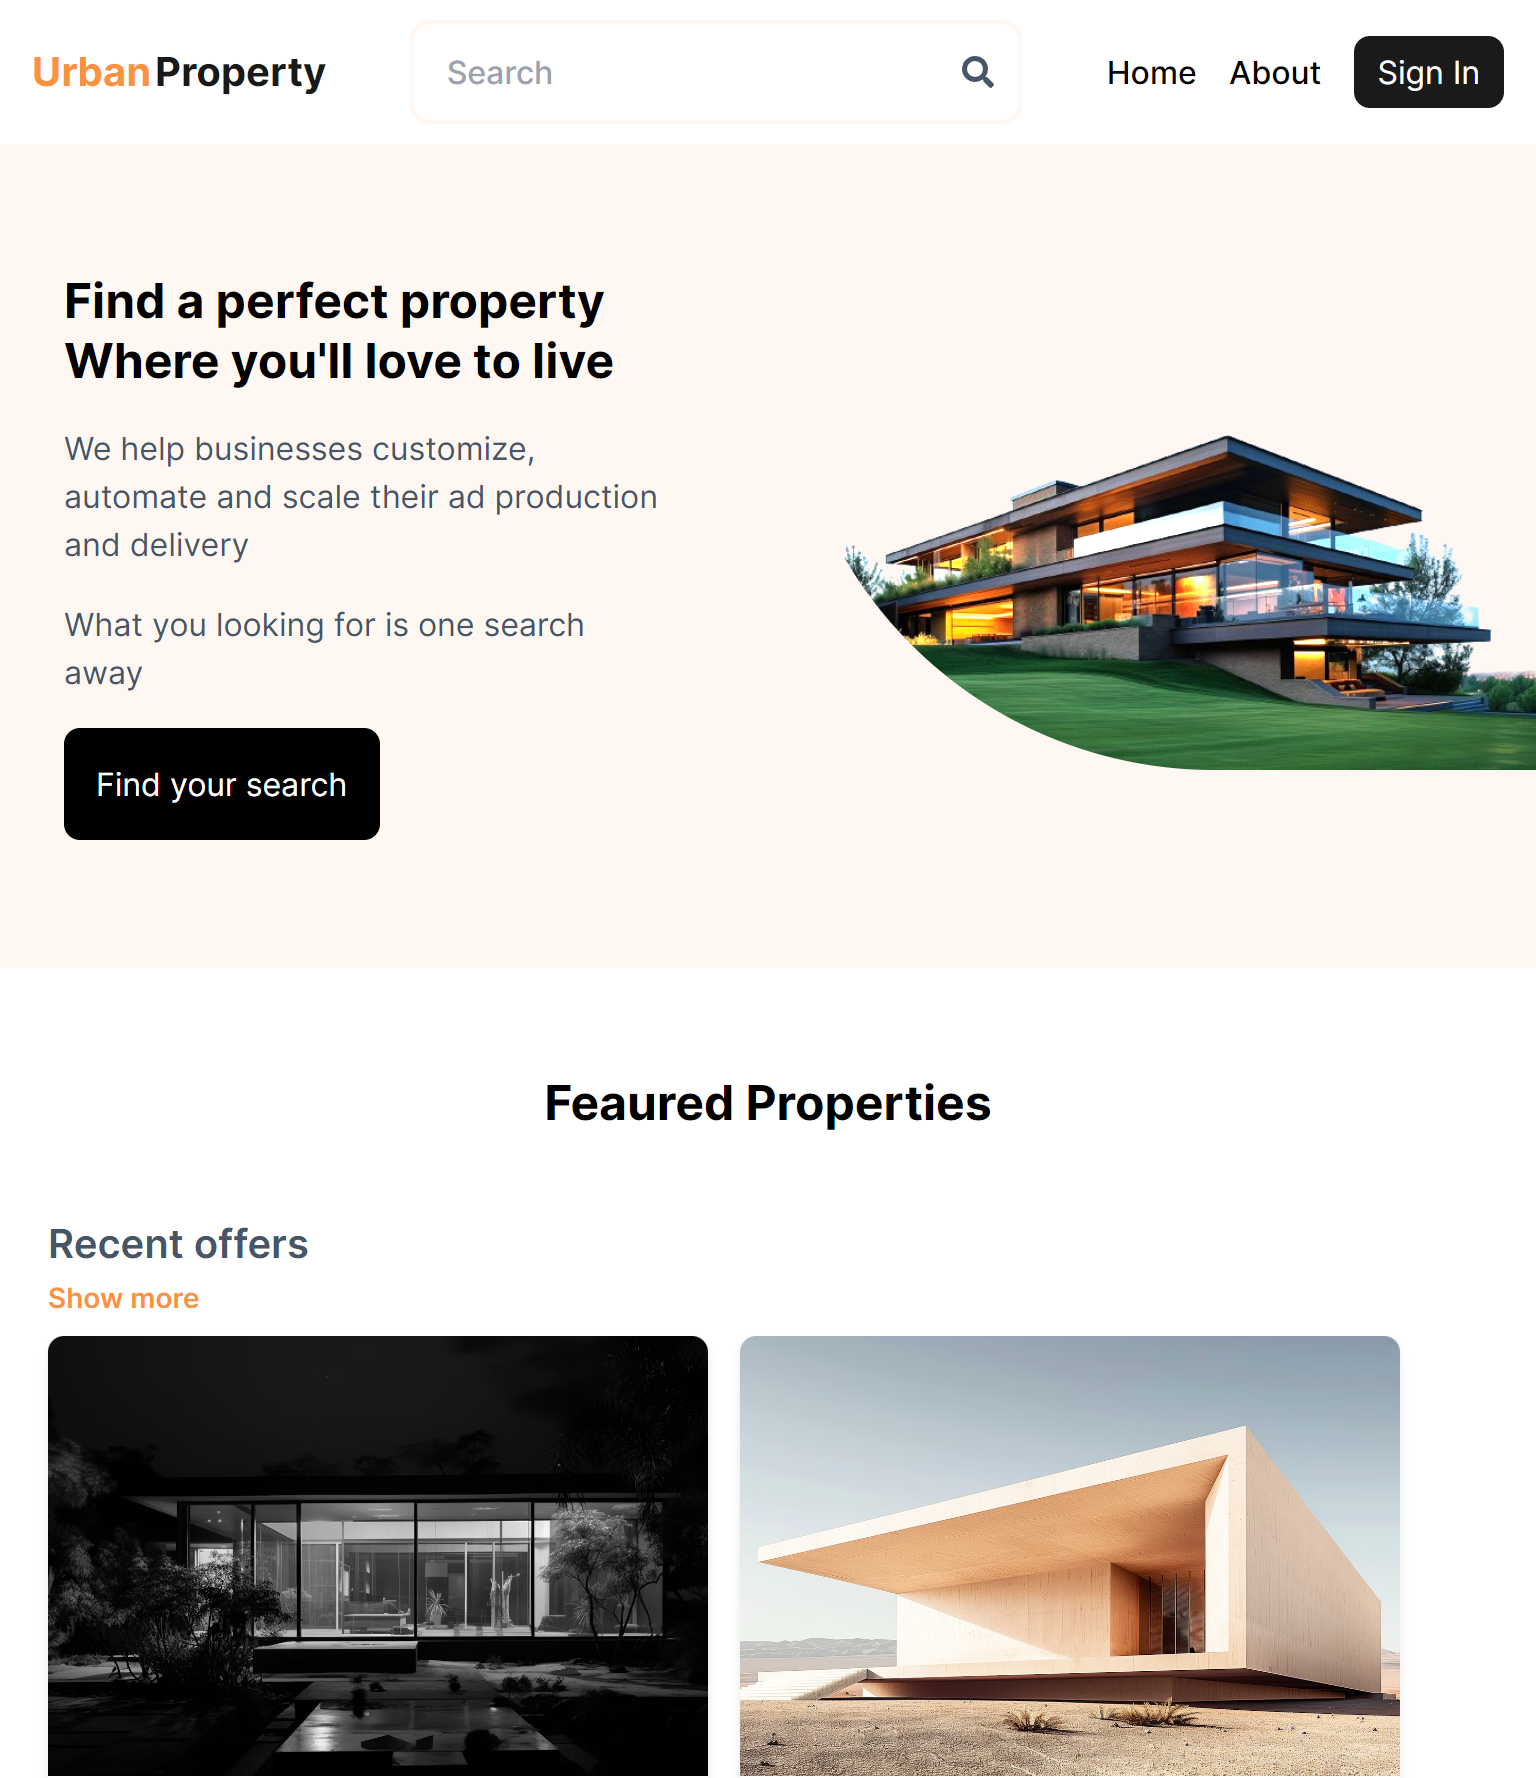 UrbanProperty
Search
Home
About
Sign In
Find a perfect property
Where you'll love to live
We help businesses customize,
automate and scale their ad production
and delivery
What you looking for is one search
away
Find your search
Feaured Properties
Recent offers
Show more